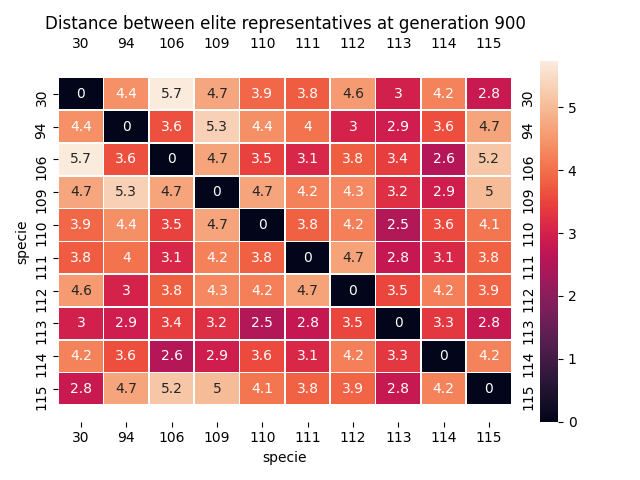 Distance between elite representatives at generation 900
30 94 106 109 110 111 112 113 114 115
30 0 4.4 5.7 4.7 3.9 3.8 4.6 3 4.2 2.8 30
94 4.4 0 3.6 5.3 4.4 4 3 2.9 3.6 4.7 94
106 5.7 3.6 0 4.7 3.5 3.1 3.8 3.4 2.6 5.2 106
109 4.7 5.3 4.7 0 4.7 4.2 4.3 3.2 2.9 5 109
110 3.9 4.4 3.5 4.7 0 3.8 4.2 2.5 3.6 4.1 110
111 3.8 4 3.1 4.2 3.8 0 4.7 2.8 3.1 3.8 111
112 4.6 3 3.8 4.3 4.2 4.7 0 3.5 4.2 3.9 112
113 3 2.9 3.4 3.2 2.5 2.8 3.5 0 3.3 2.8 113
114 4.2 3.6 2.6 2.9 3.6 3.1 4.2 3.3 0 4.2 114
115 2.8 4.7 5.2 5 4.1 3.8 3.9 2.8 4.2 0 115
30 94 106 109 110 111 112 113 114 115
specie
specie
5
4
3
2
1
0